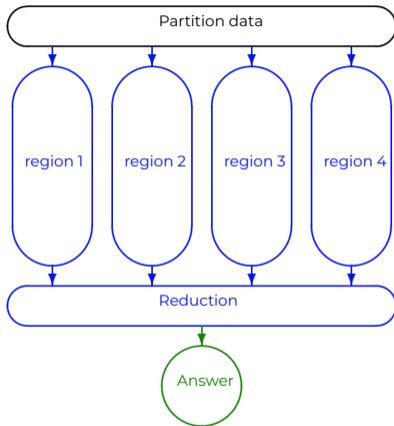 Partition data
region 1
region 2
region 3
region 4
Reduction
Answer